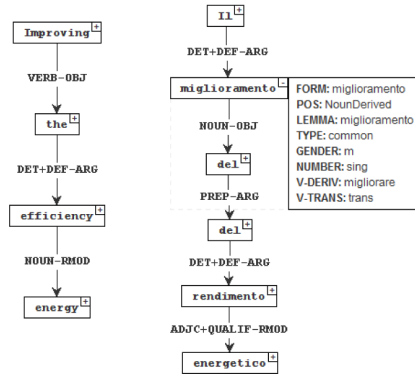 Improving
VERB-OBJ
the
DET+DEF-ARG
efficiency
NOUN-RMOD
energy
Il
DET+DEF-ARG
miglioramento
NOUN-OBJ
del
PREP-ARG
del
DET+DEF-ARG
rendimento
ADJC+QUALIF-RMOD
energetico
FORM: miglioramento
POS: NounDerived
LEMMA: miglioramento
TYPE: common
GENDER: m
NUMBER: sing
V-DERIV: migliorare
V-TRANS: trans